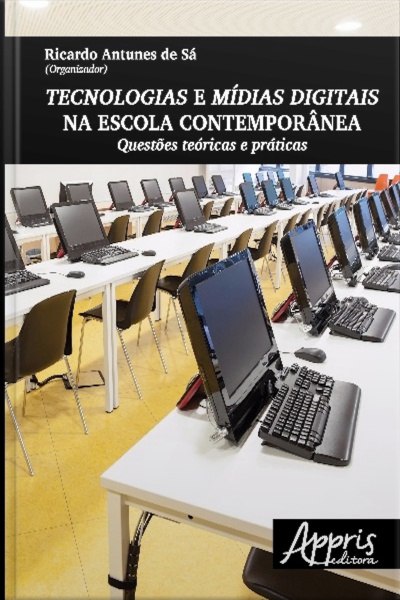 Ricardo Antunes de Sá
(Organizador)
TECNOLOGIAS E MÍDIAS DIGITAIS
NA ESCOLA CONTEMPORÂNEA
Questões teóricas e práticas
Appris
editora